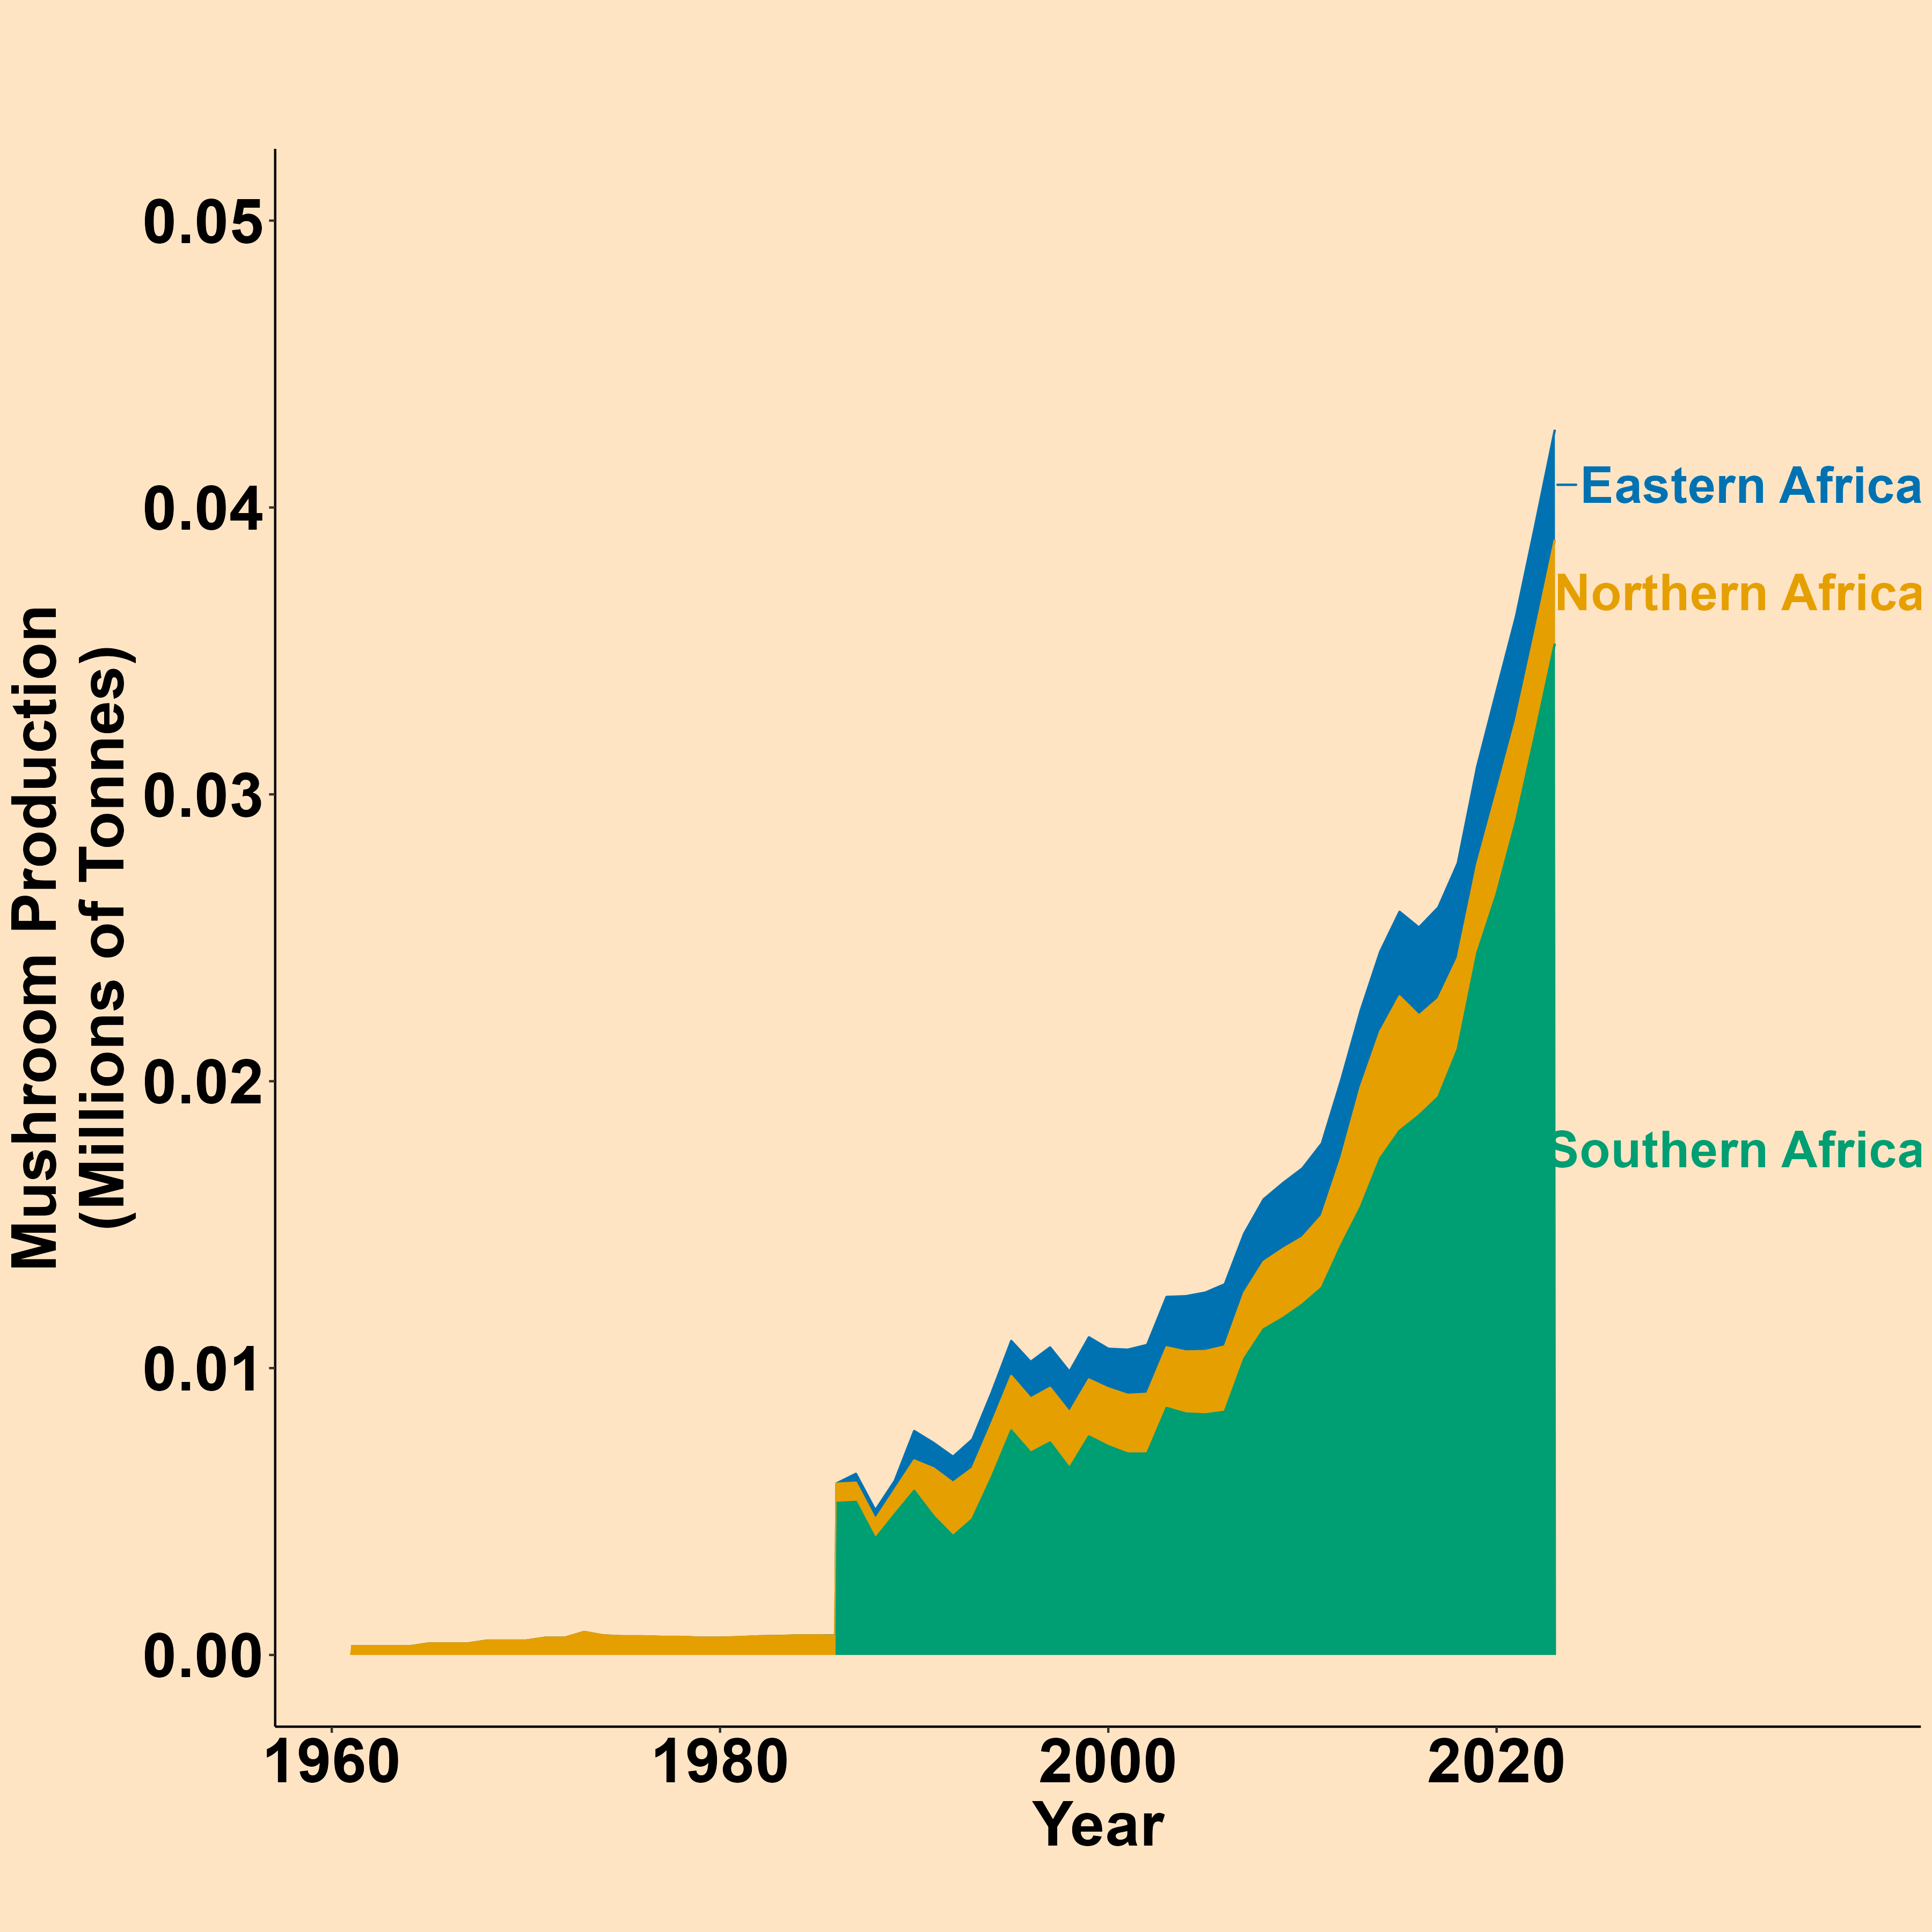 Mushroom Production
(Millions of Tonnes)
0.05
0.04
0.03
0.02
0.01
0.00
Eastern Africa
Northern Africa
Southern Africa
1960
1980
2000
2020
Year